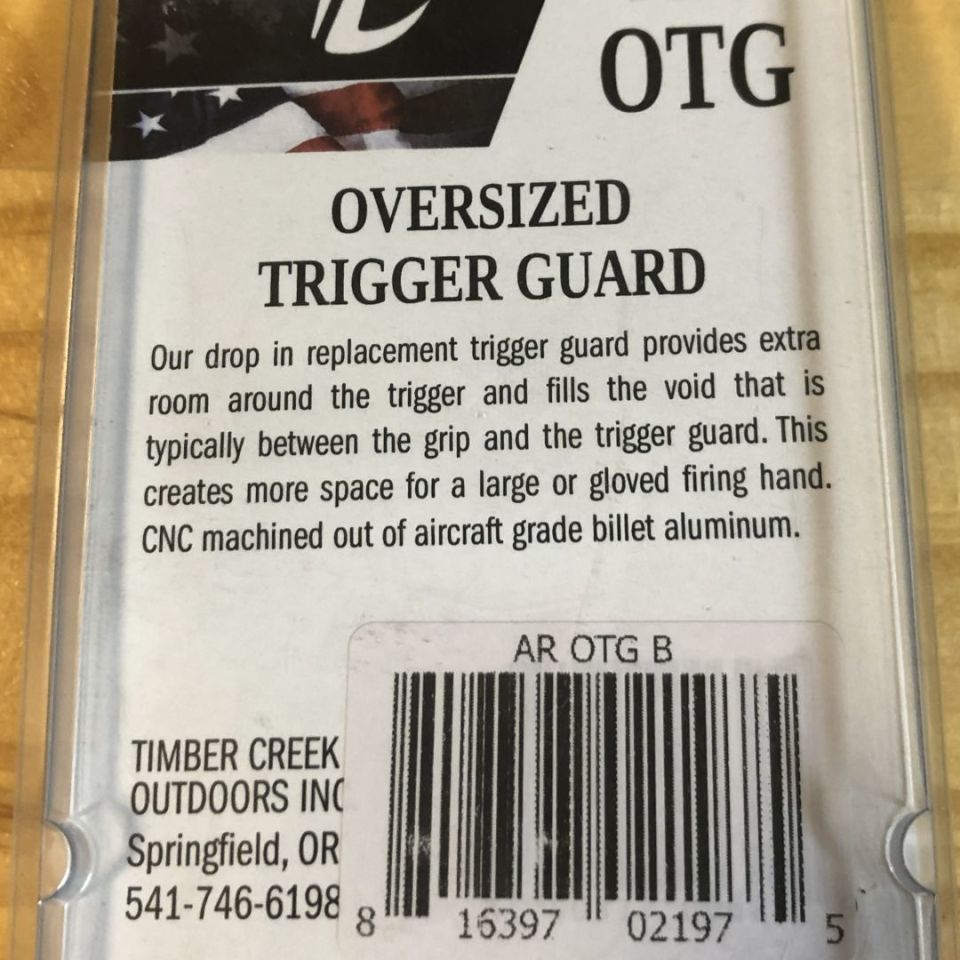 OTG
OVERSIZED
TRIGGER GUARD
Our drop in replacement trigger guard provides extra
room around the trigger and fills the void that is
typically between the grip and the trigger guard. This
creates more space for a large or gloved firing hand.
CNC machined out of aircraft grade billet aluminum.
AR OTG B
TIMBER CREEK
OUTDOORS INC
Springfield, OR
541-746-6198
8 16397 02197 5